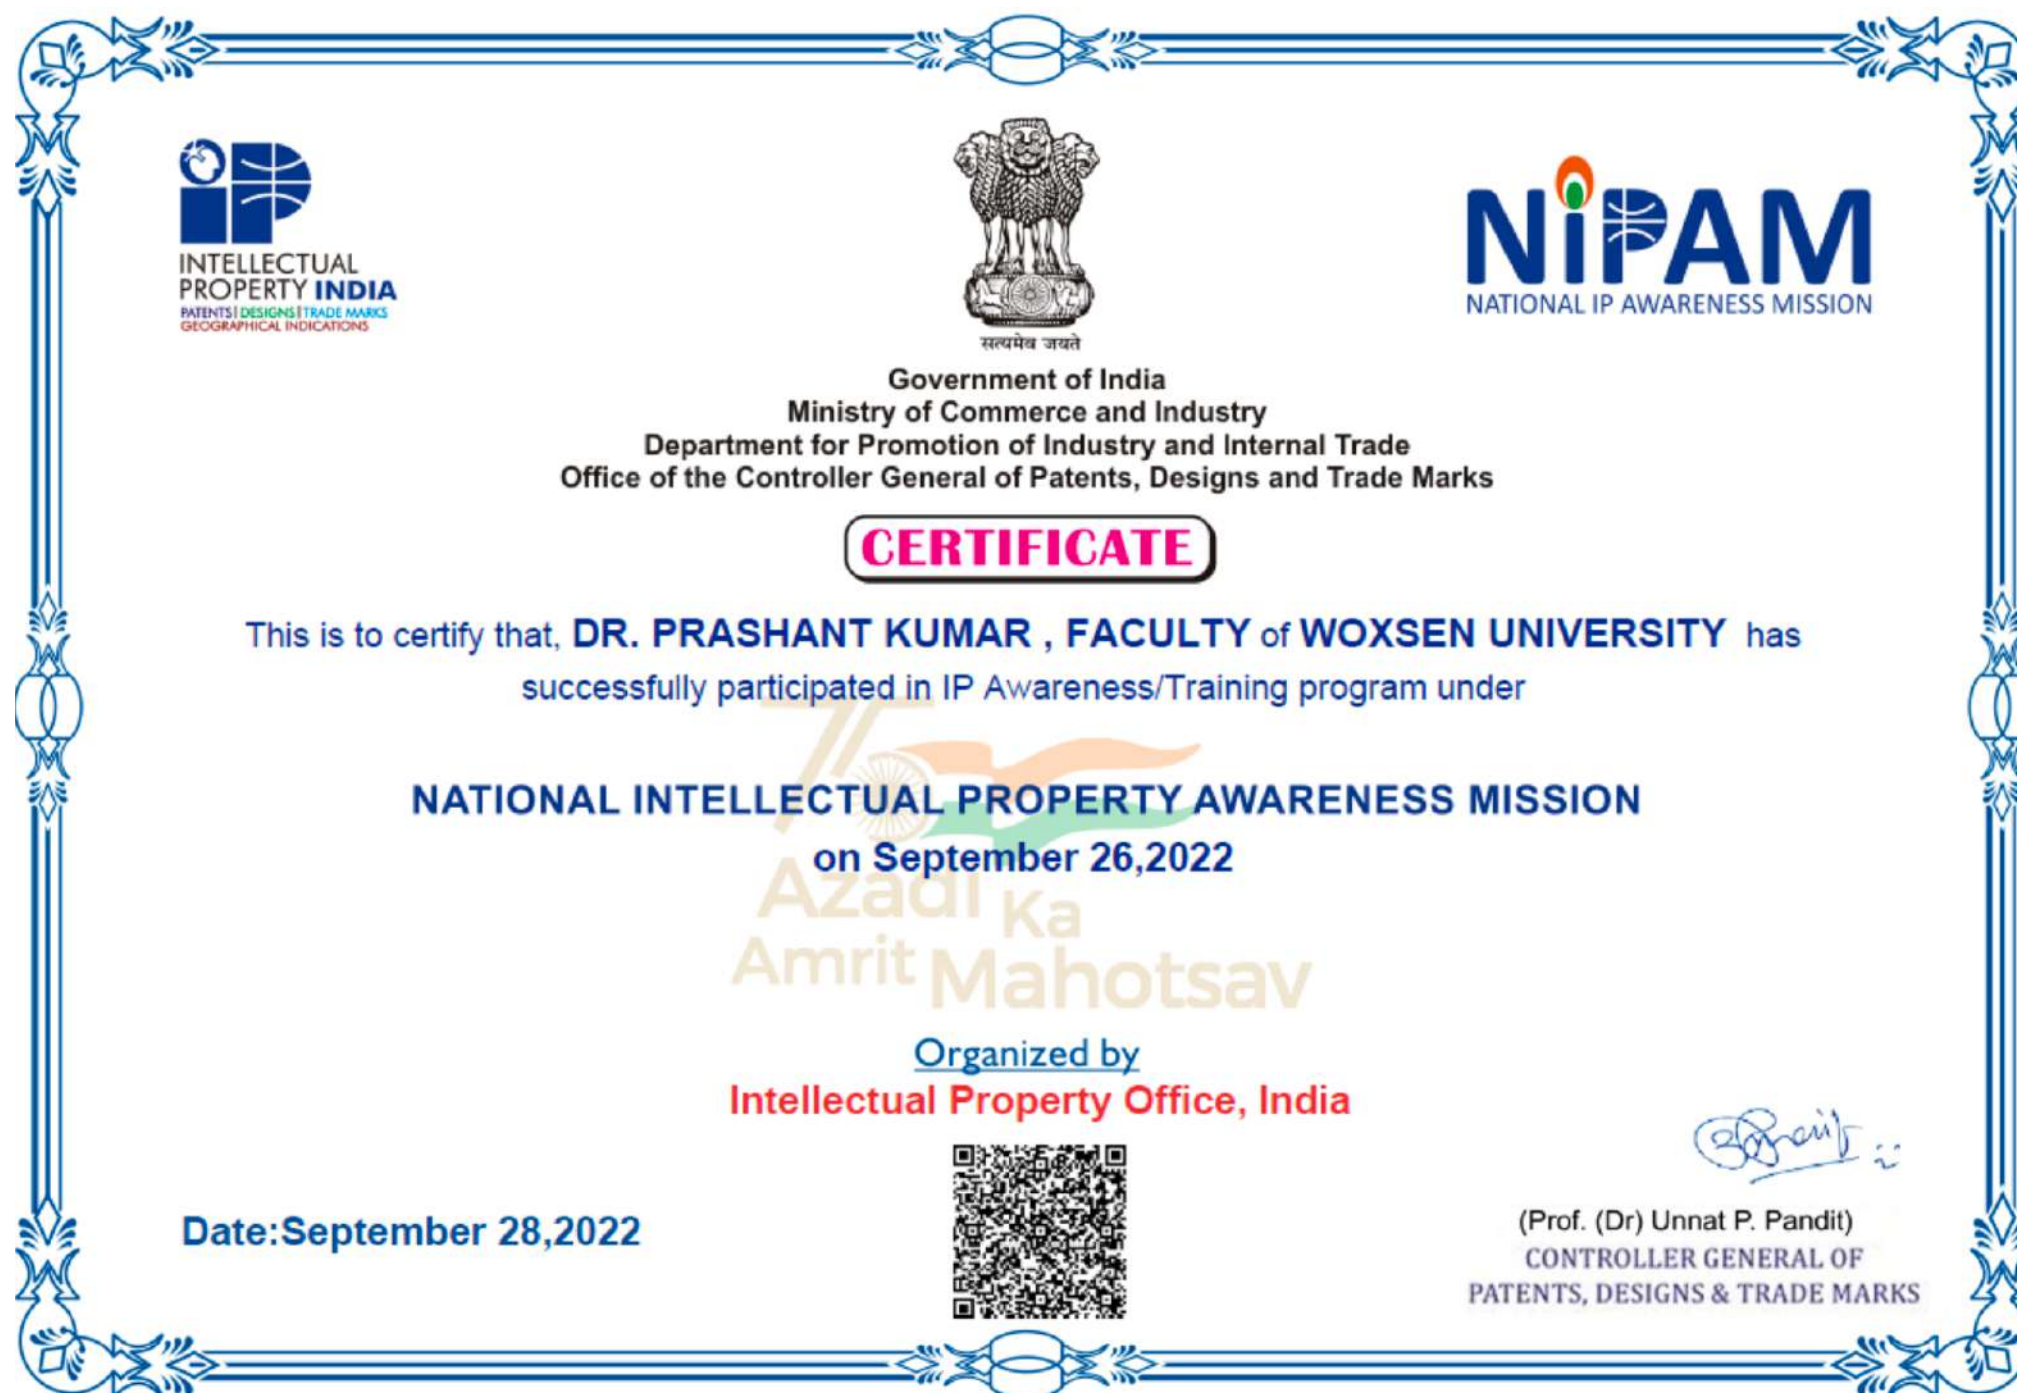 iP
INTELLECTUAL
PROPERTY INDIA
PATENTS | DESIGNS | TRADE MARKS
GEOGRAPHICAL INDICATIONS
सत्यमेव जयते
NiPAM
NATIONAL IP AWARENESS MISSION
Government of India
Ministry of Commerce and Industry
Department for Promotion of Industry and Internal Trade
Office of the Controller General of Patents, Designs and Trade Marks
CERTIFICATE
This is to certify that, DR. PRASHANT KUMAR , FACULTY of WOXSEN UNIVERSITY has
successfully participated in IP Awareness/Training program under
NATIONAL INTELLECTUAL PROPERTY AWARENESS MISSION
on September 26,2022
75
Azadi Ka
Amrit Mahotsav
Organized by
Intellectual Property Office, India
Date:September 28,2022
(Prof. (Dr) Unnat P. Pandit)
CONTROLLER GENERAL OF
PATENTS, DESIGNS & TRADE MARKS